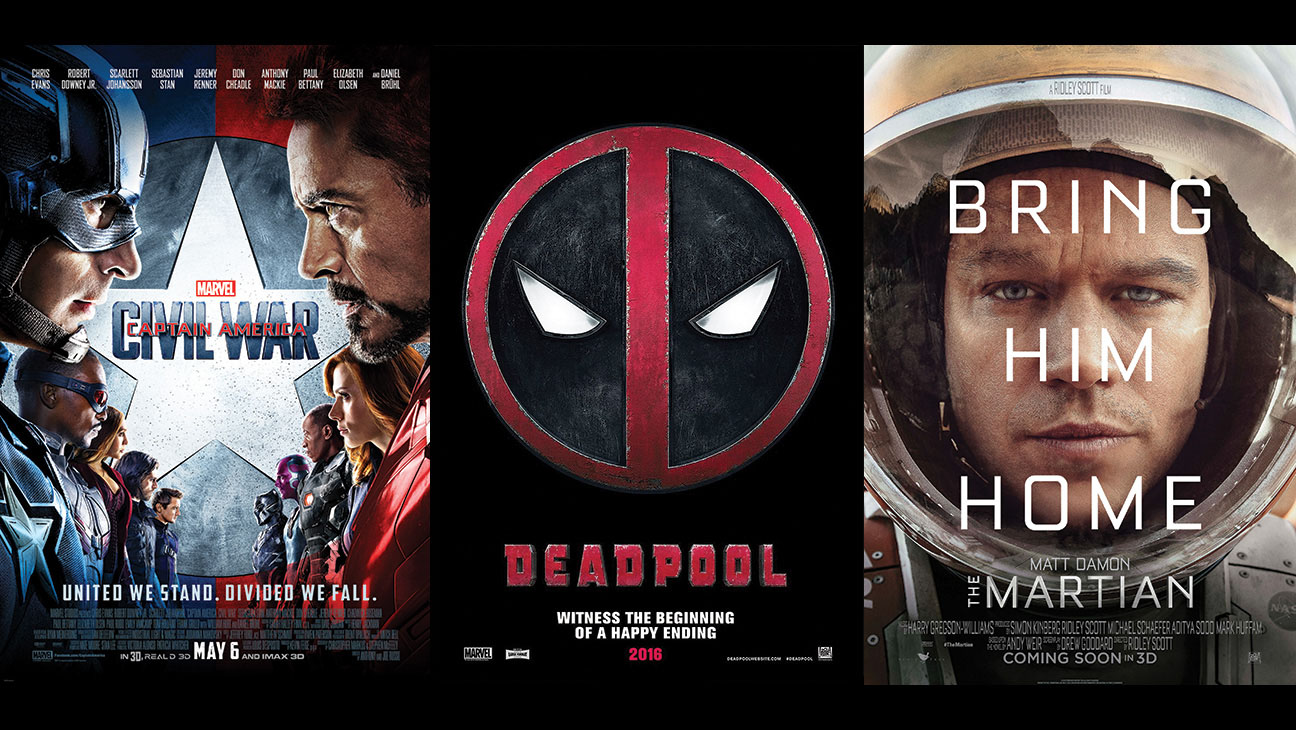 CHRIS EVANS ROBERT DOWNEY JR. SCARLETT JOHANSSON SEBASTIAN STAN JEREMY RENNER DON CHEADLE ANTHONY MACKIE PAUL BETTANY ELIZABETH OLSEN AND DANIEL BRÜHL
MARVEL
CAPTAIN AMERICA
CIVIL WAR
UNITED WE STAND. DIVIDED WE FALL.
MARVEL
IN 3D, REAL D 3D MAY 6 AND IMAX 3D
DEADPOOL
WITNESS THE BEGINNING
OF A HAPPY ENDING
2016
MARVEL
DEADPOOLWEBSITE.COM #DEADPOOL
A RIDLEY SCOTT FILM
BRING
HIM
HOME
MATT DAMON
THE MARTIAN
NAS
HARRY GREGSON-WILLIAMS SIMON KINBERG RIDLEY SCOTT MICHAEL SCHAEFER ADITYA SOOD MARK HUFFAM
#TheMartian ANDY WEIR DREW GODDARD RIDLEY SCOTT
COMING SOON IN 3D